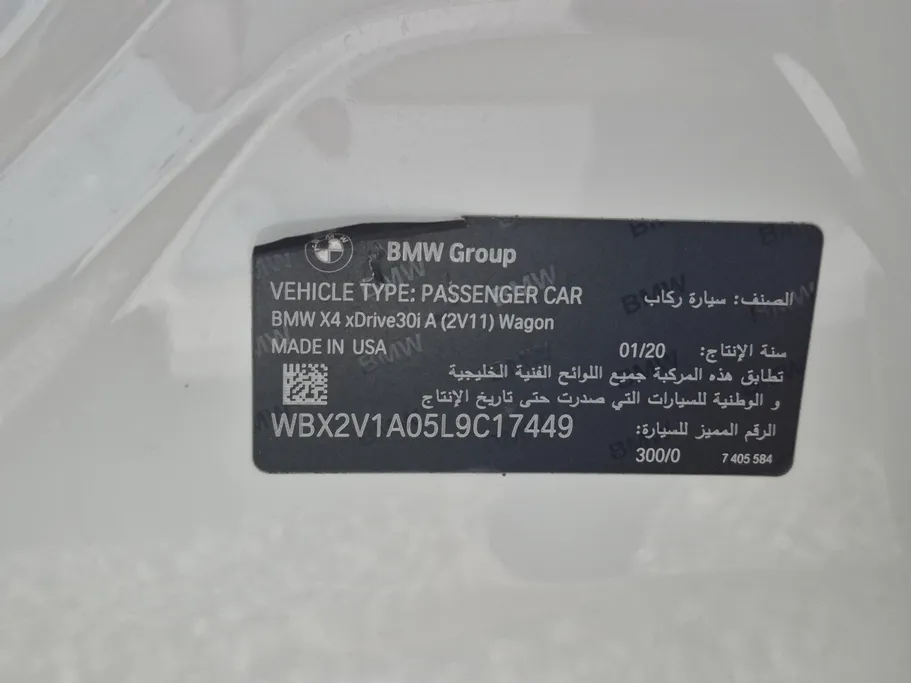 BMW Group
VEHICLE TYPE: PASSENGER CAR الصنف: سيارة ركاب
BMW X4 xDrive30i A (2V11) Wagon
MADE IN USA سنة الإنتاج: 01/20
تطابق هذه المركبة جميع اللوائح الفنية الخليجية
و الوطنية للسيارات التي صدرت حتى تاريخ الإنتاج
WBX2V1A05L9C17449 الرقم المميز للسيارة:
300/0 7 405 584